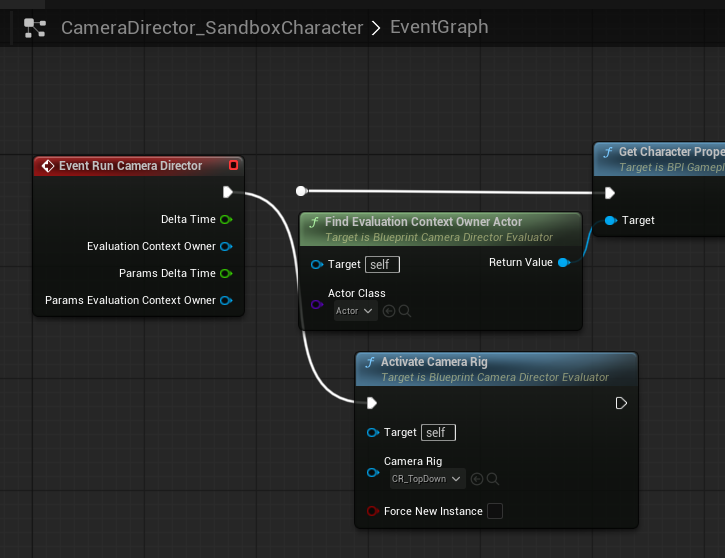 CameraDirector_SandboxCharacter > EventGraph
Event Run Camera Director
Delta Time
Evaluation Context Owner
Params Delta Time
Params Evaluation Context Owner
Find Evaluation Context Owner Actor
Target is Blueprint Camera Director Evaluator
Target self
Return Value
Actor Class
Actor
Get Character Prope
Target is BPI Gamepl
Target
Activate Camera Rig
Target is Blueprint Camera Director Evaluator
Target self
Camera Rig
CR_TopDown
Force New Instance